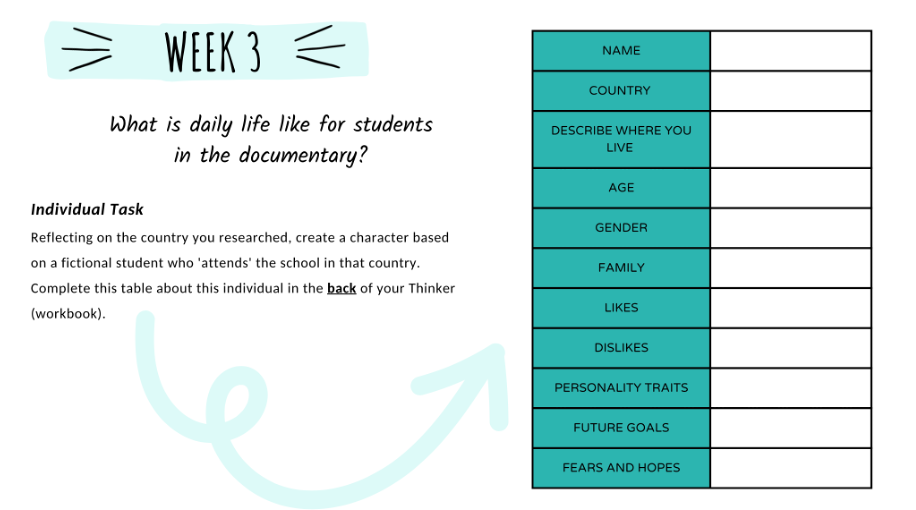 WEEK 3
What is daily life like for students
in the documentary?
Individual Task
Reflecting on the country you researched, create a character based
on a fictional student who 'attends' the school in that country.
Complete this table about this individual in the back of your Thinker
(workbook).
NAME
COUNTRY
DESCRIBE WHERE YOU
LIVE
AGE
GENDER
FAMILY
LIKES
DISLIKES
PERSONALITY TRAITS
FUTURE GOALS
FEARS AND HOPES